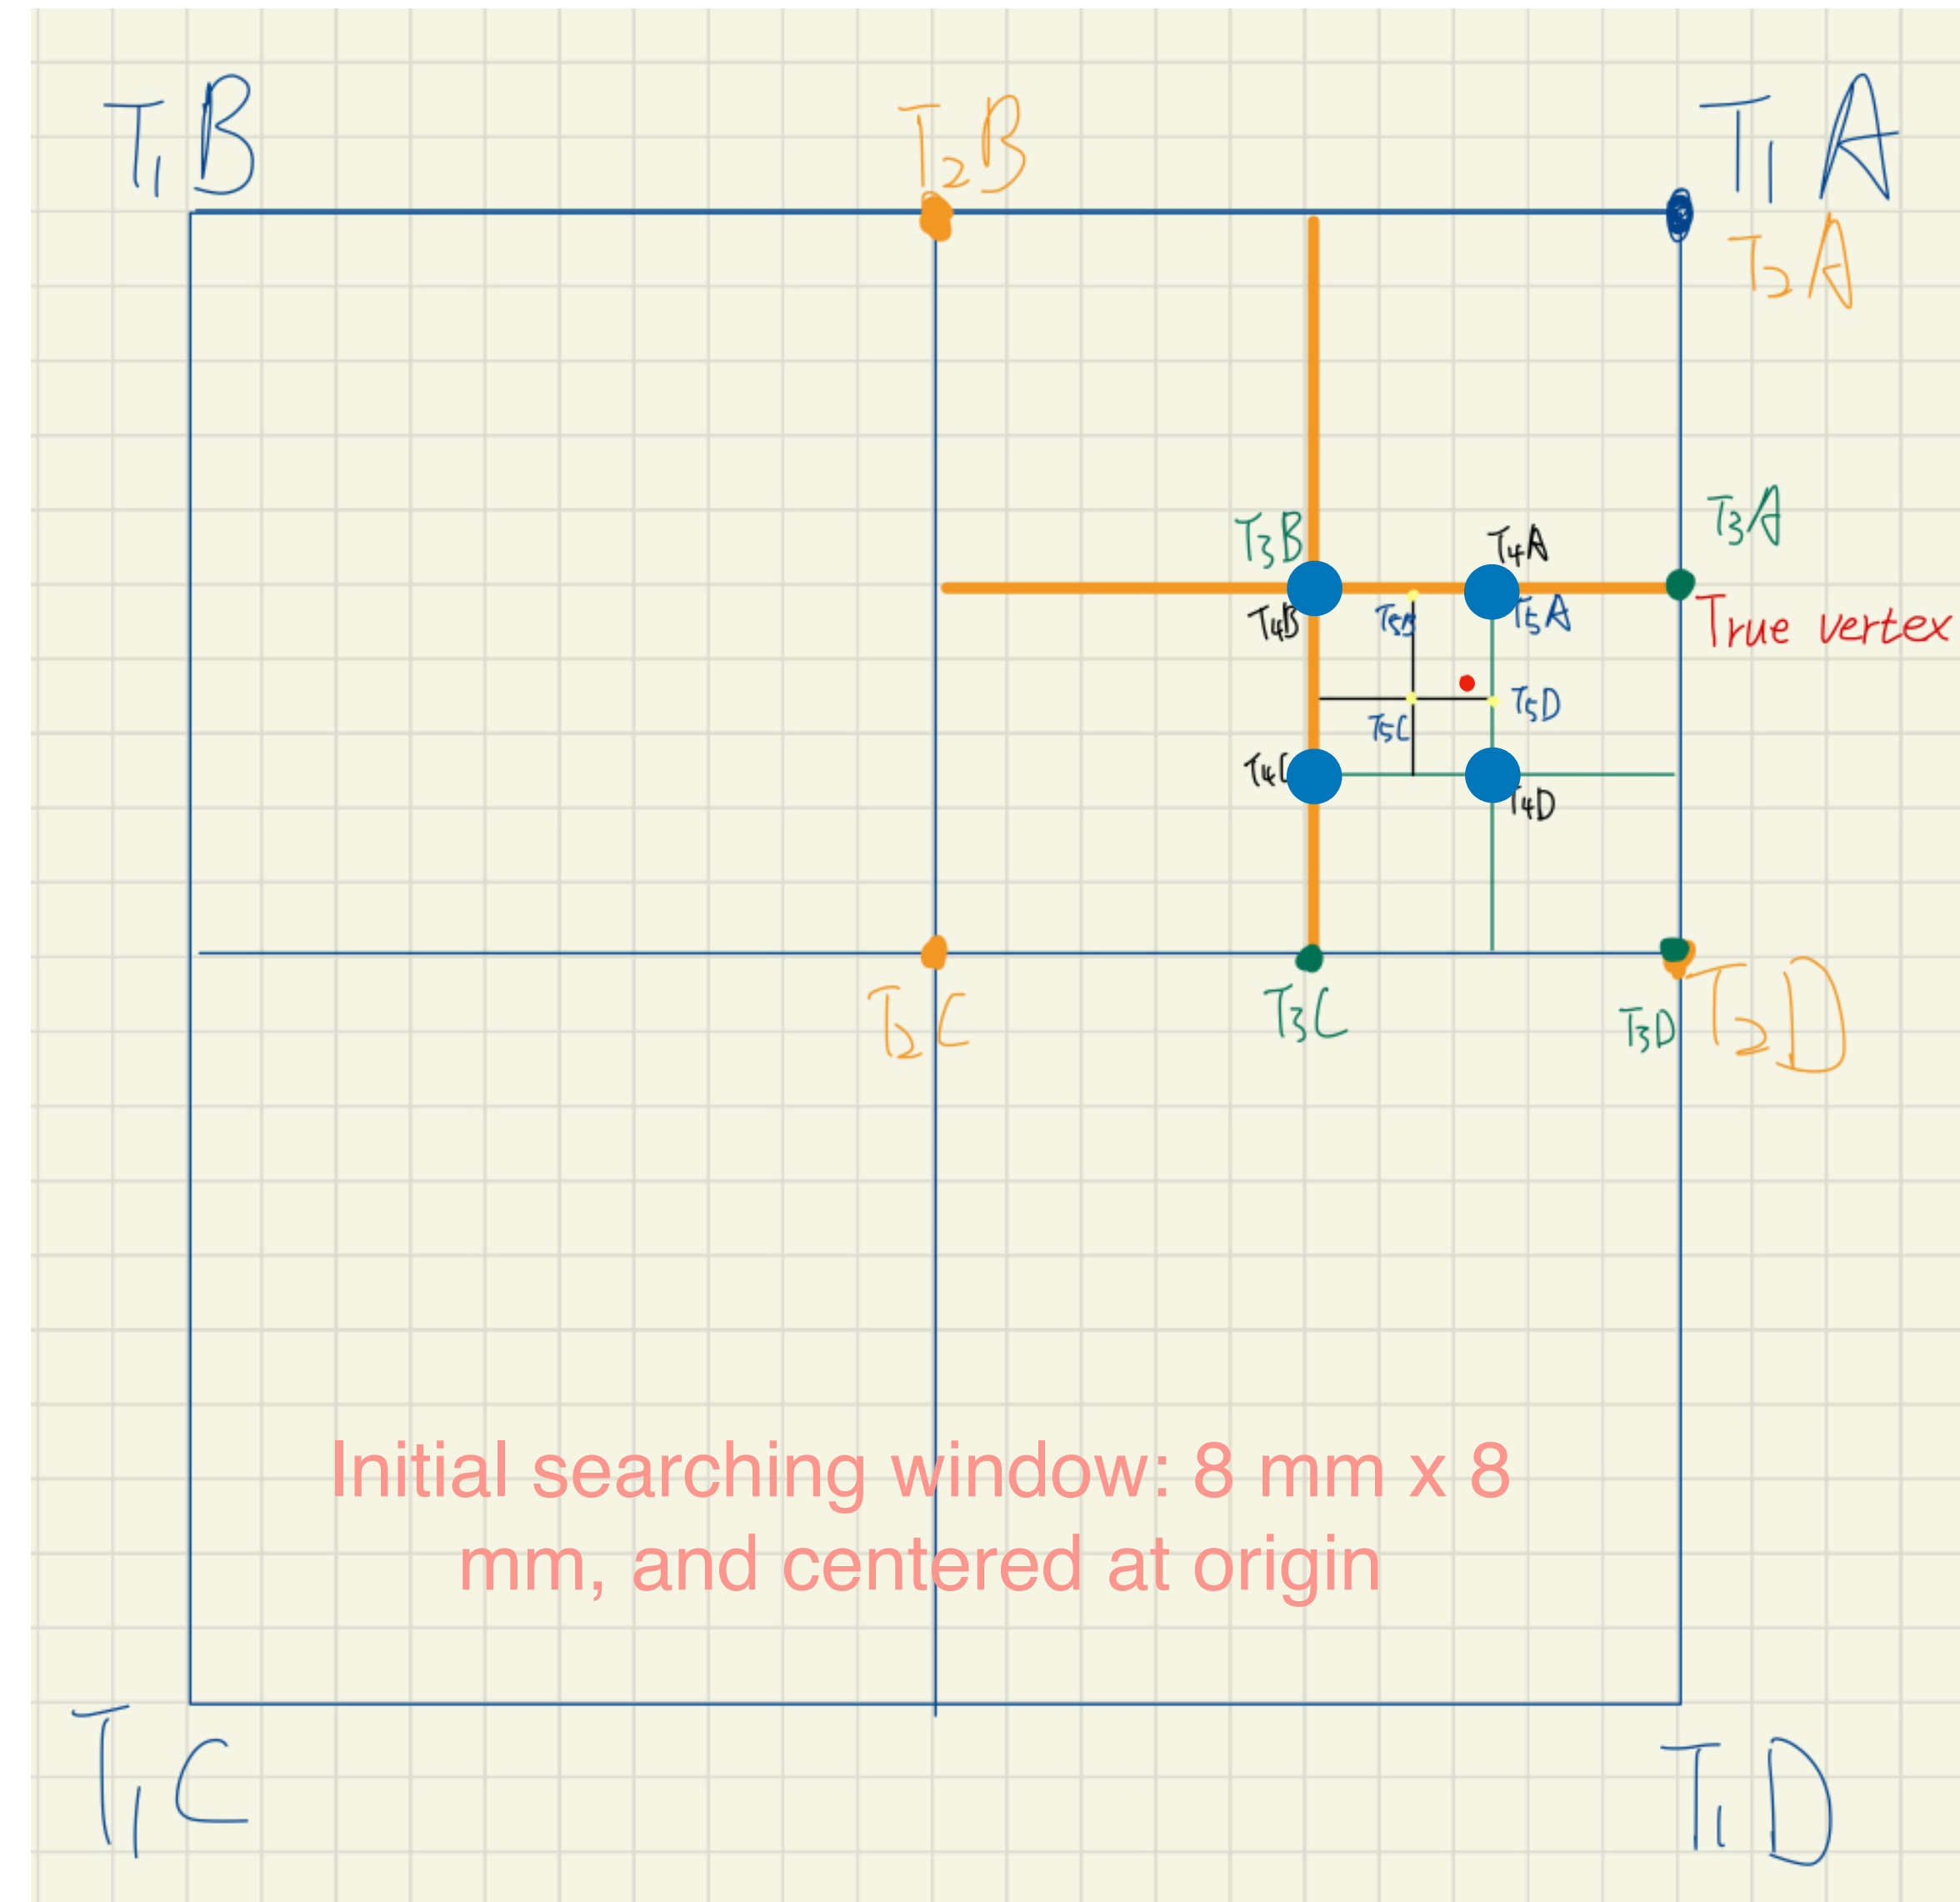 T1B
T2B
T1A
T2A
T3A
T3B
T4A
T4B
T5B
T5A
True vertex
T5D
T5C
T4C
T4D
T2C
T3C
T3D
T2D
Initial searching window: 8 mm x 8
mm, and centered at origin
T1C
T1D